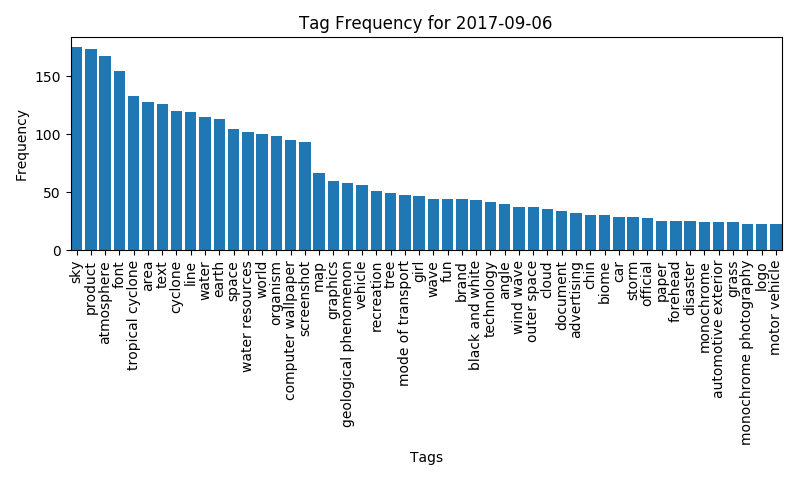 Tag Frequency for 2017-09-06
Frequency
150
100
50
0
sky
product
atmosphere
font
tropical cyclone
area
text
cyclone
line
water
earth
space
water resources
world
organism
computer wallpaper
screenshot
map
graphics
geological phenomenon
vehicle
recreation
tree
mode of transport
girl
wave
fun
brand
black and white
technology
angle
wind wave
outer space
cloud
document
advertising
chin
biome
car
storm
official
paper
forehead
disaster
monochrome
automotive exterior
grass
monochrome photography
logo
motor vehicle
Tags